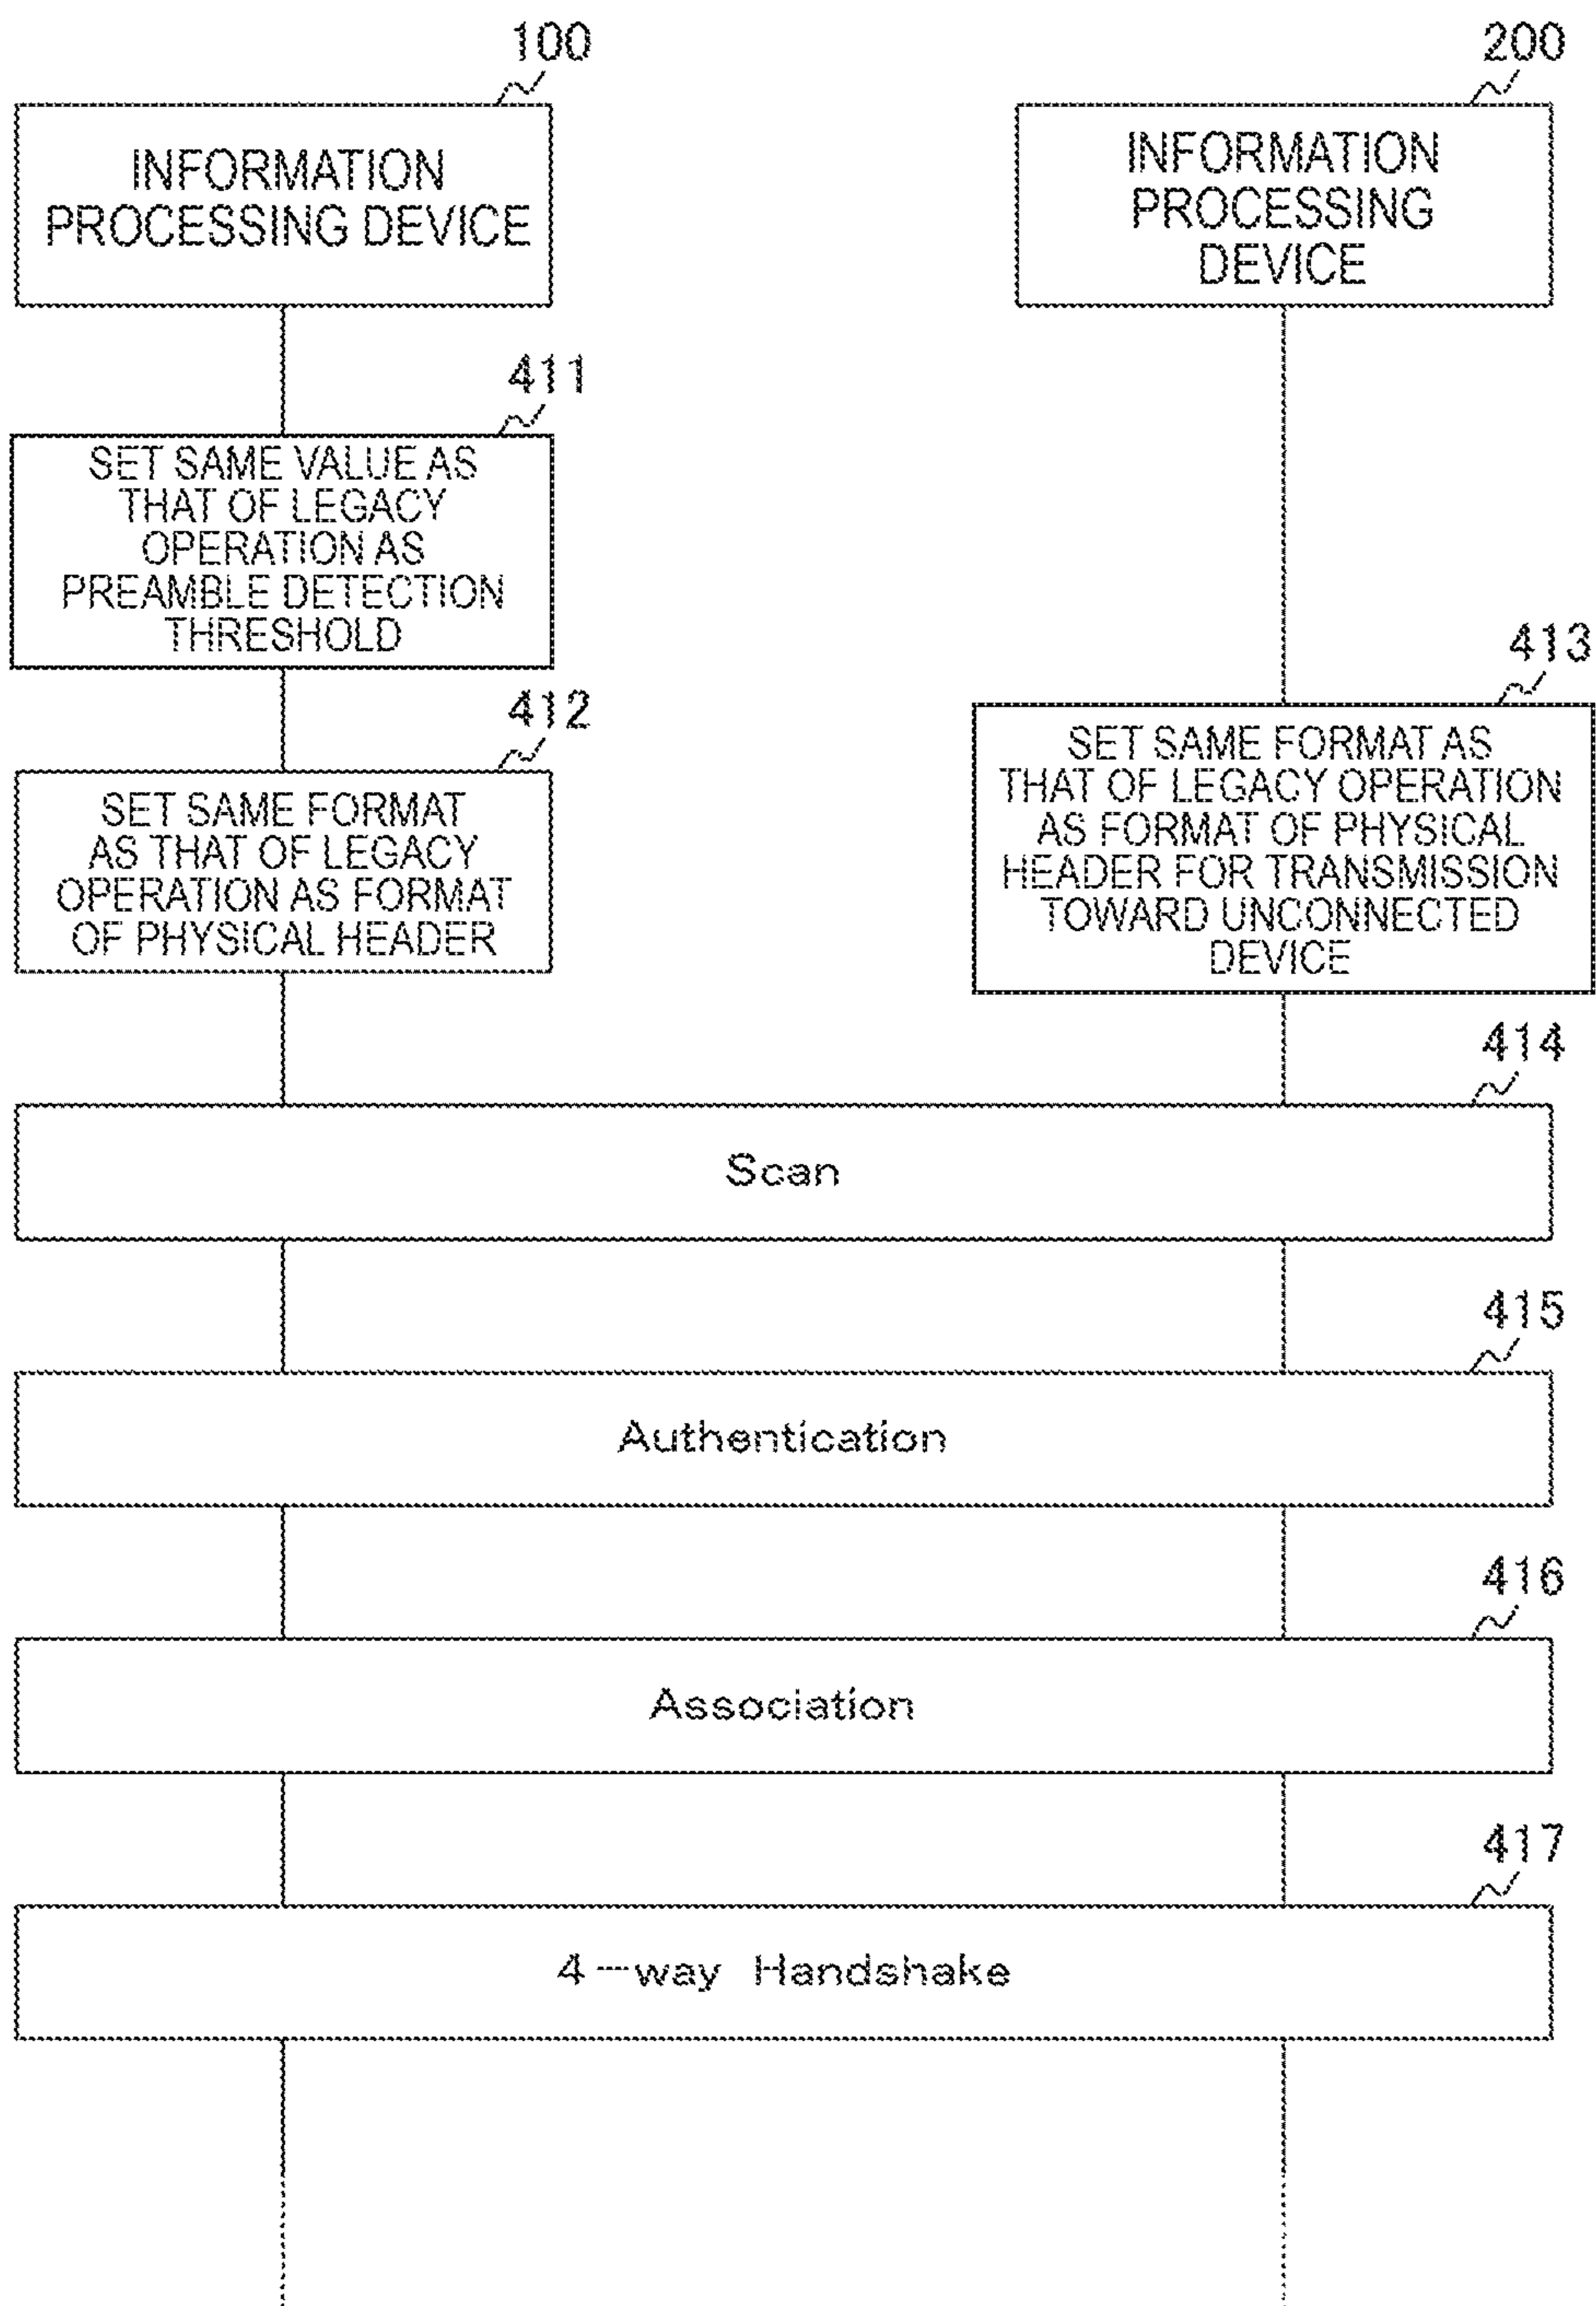 100
200
INFORMATION
PROCESSING DEVICE
INFORMATION
PROCESSING
DEVICE
411
SET SAME VALUE AS
THAT OF LEGACY
OPERATION AS
PREAMBLE DETECTION
THRESHOLD
412
SET SAME FORMAT
AS THAT OF LEGACY
OPERATION AS FORMAT
OF PHYSICAL HEADER
413
SET SAME FORMAT AS
THAT OF LEGACY OPERATION
AS FORMAT OF PHYSICAL
HEADER FOR TRANSMISSION
TOWARD UNCONNECTED
DEVICE
414
Scan
415
Authentication
416
Association
417
4-way Handshake